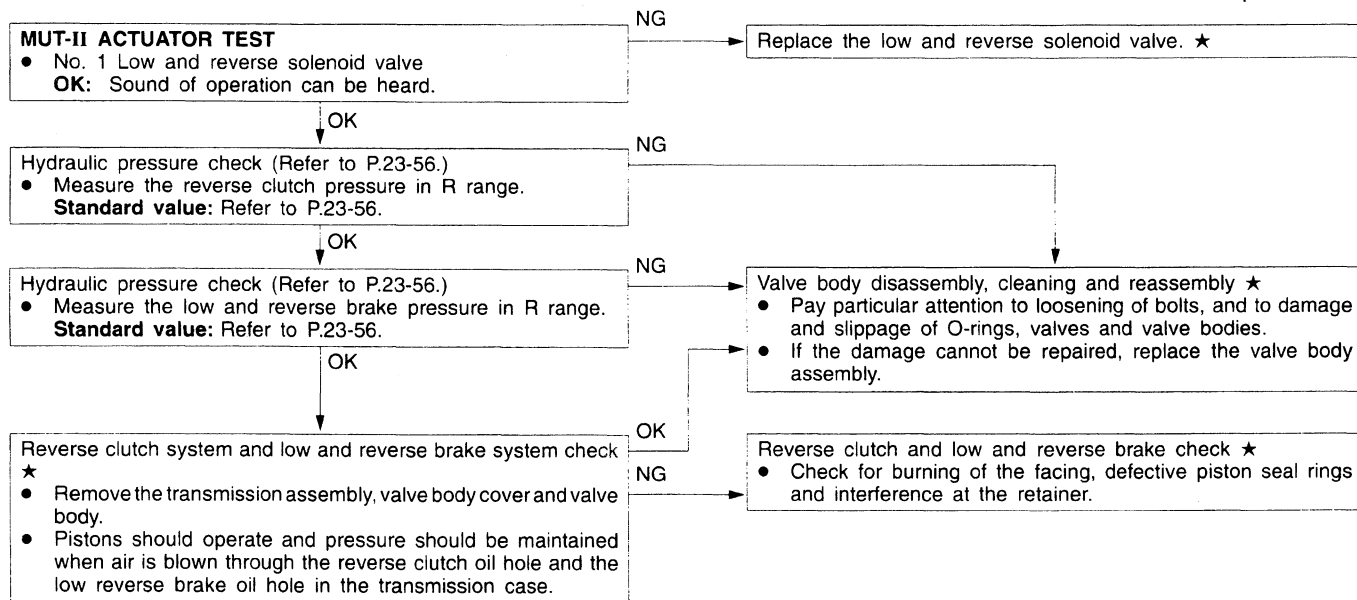 MUT-II ACTUATOR TEST
● No. 1 Low and reverse solenoid valve
OK: Sound of operation can be heard.
NG
Replace the low and reverse solenoid valve. ★
OK
Hydraulic pressure check (Refer to P.23-56.)
● Measure the reverse clutch pressure in R range.
Standard value: Refer to P.23-56.
NG
OK
Hydraulic pressure check (Refer to P.23-56.)
● Measure the low and reverse brake pressure in R range.
Standard value: Refer to P.23-56.
NG
Valve body disassembly, cleaning and reassembly ★
● Pay particular attention to loosening of bolts, and to damage
and slippage of O-rings, valves and valve bodies.
● If the damage cannot be repaired, replace the valve body
assembly.
OK
Reverse clutch system and low and reverse brake system check
★
● Remove the transmission assembly, valve body cover and valve
body.
● Pistons should operate and pressure should be maintained
when air is blown through the reverse clutch oil hole and the
low reverse brake oil hole in the transmission case.
OK
NG
Reverse clutch and low and reverse brake check ★
● Check for burning of the facing, defective piston seal rings
and interference at the retainer.